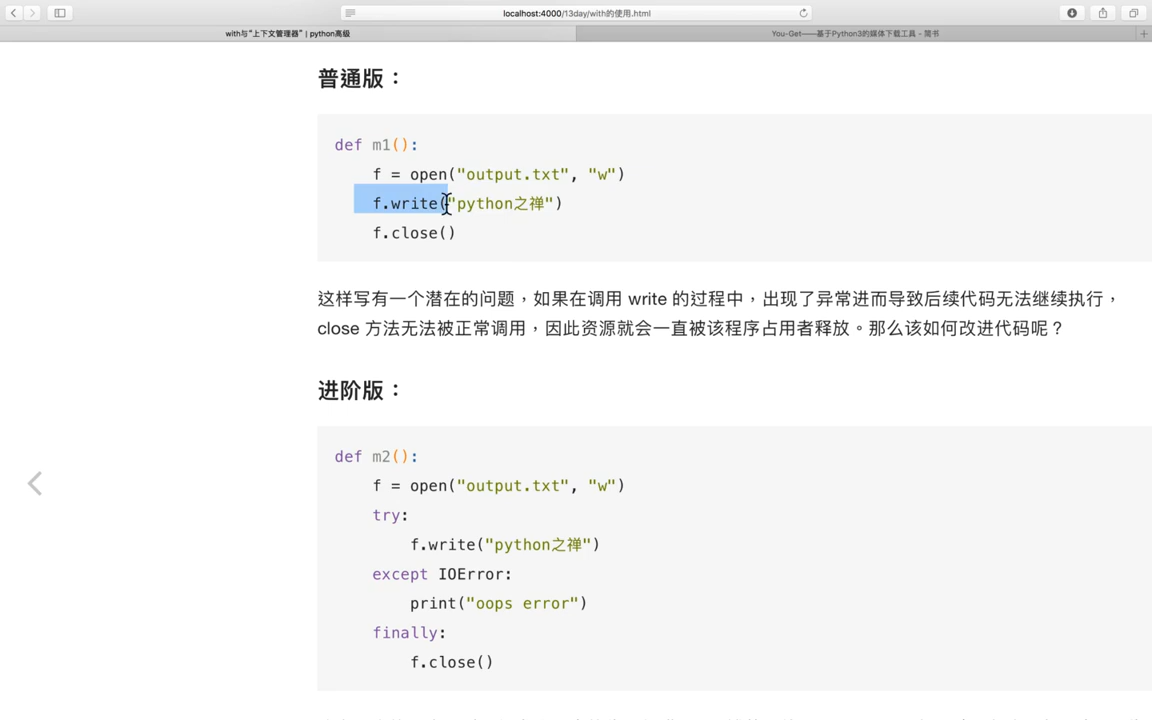 localhost:4000/13day/with的使用.html
with与“上下文管理器” | python高级
You-Get——基于Python3的媒体下载工具 - 简书
普通版：
def m1():
f = open("output.txt", "w")
f.write("python之禅")
f.close()
这样写有一个潜在的问题，如果在调用 write 的过程中，出现了异常进而导致后续代码无法继续执行，
close 方法无法被正常调用，因此资源就会一直被该程序占用者释放。那么该如何改进代码呢？
进阶版：
def m2():
f = open("output.txt", "w")
try:
f.write("python之禅")
except IOError:
print("oops error")
finally:
f.close()